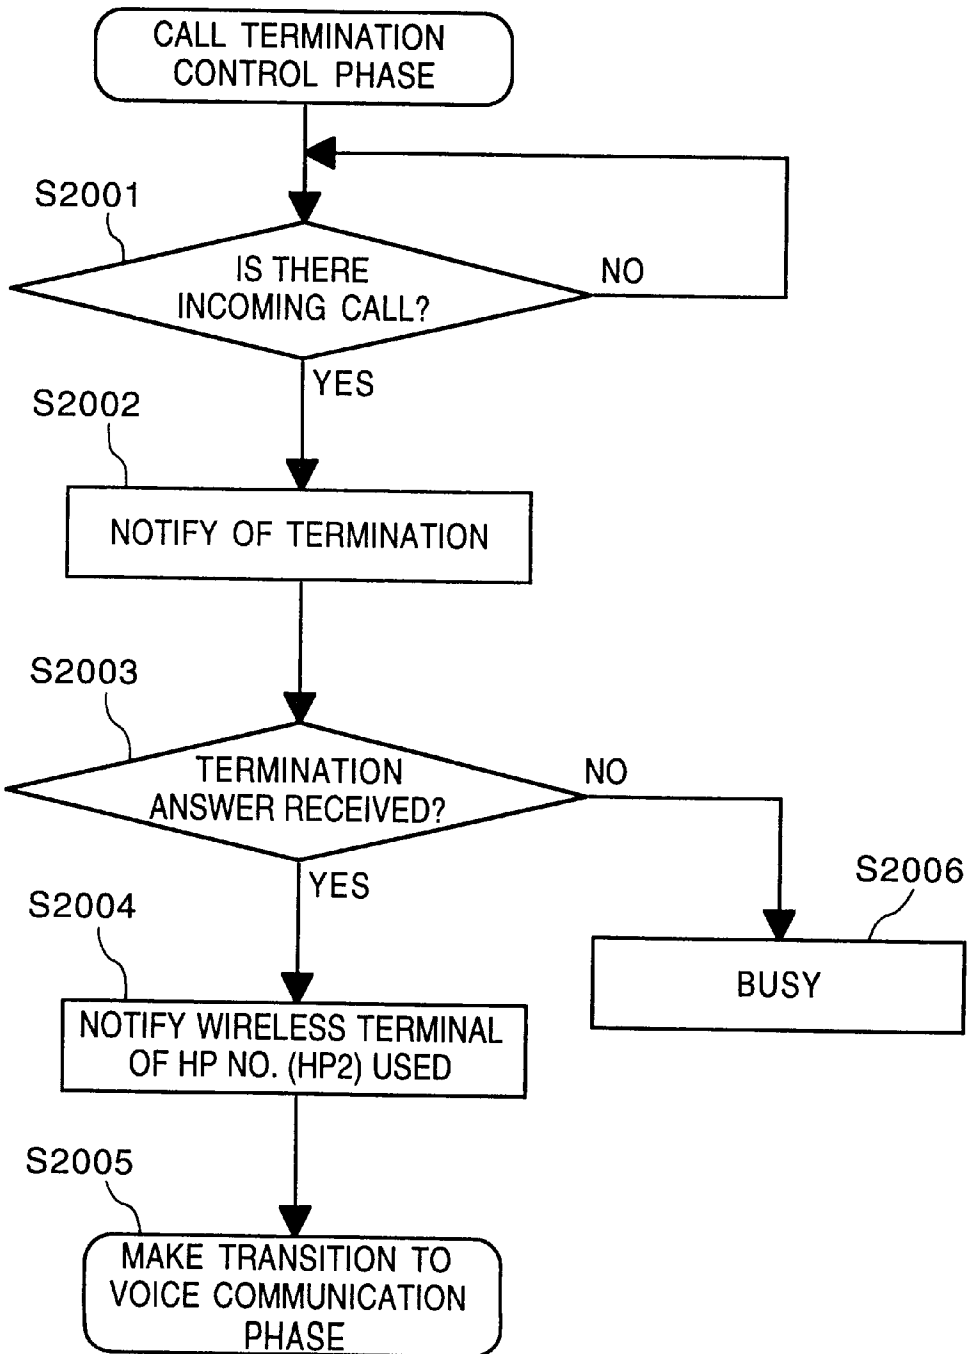 CALL TERMINATION
CONTROL PHASE
S2001
IS THERE
INCOMING CALL?
NO
YES
S2002
NOTIFY OF TERMINATION
S2003
TERMINATION
ANSWER RECEIVED?
NO
YES
S2006
BUSY
S2004
NOTIFY WIRELESS TERMINAL
OF HP NO. (HP2) USED
S2005
MAKE TRANSITION TO
VOICE COMMUNICATION
PHASE